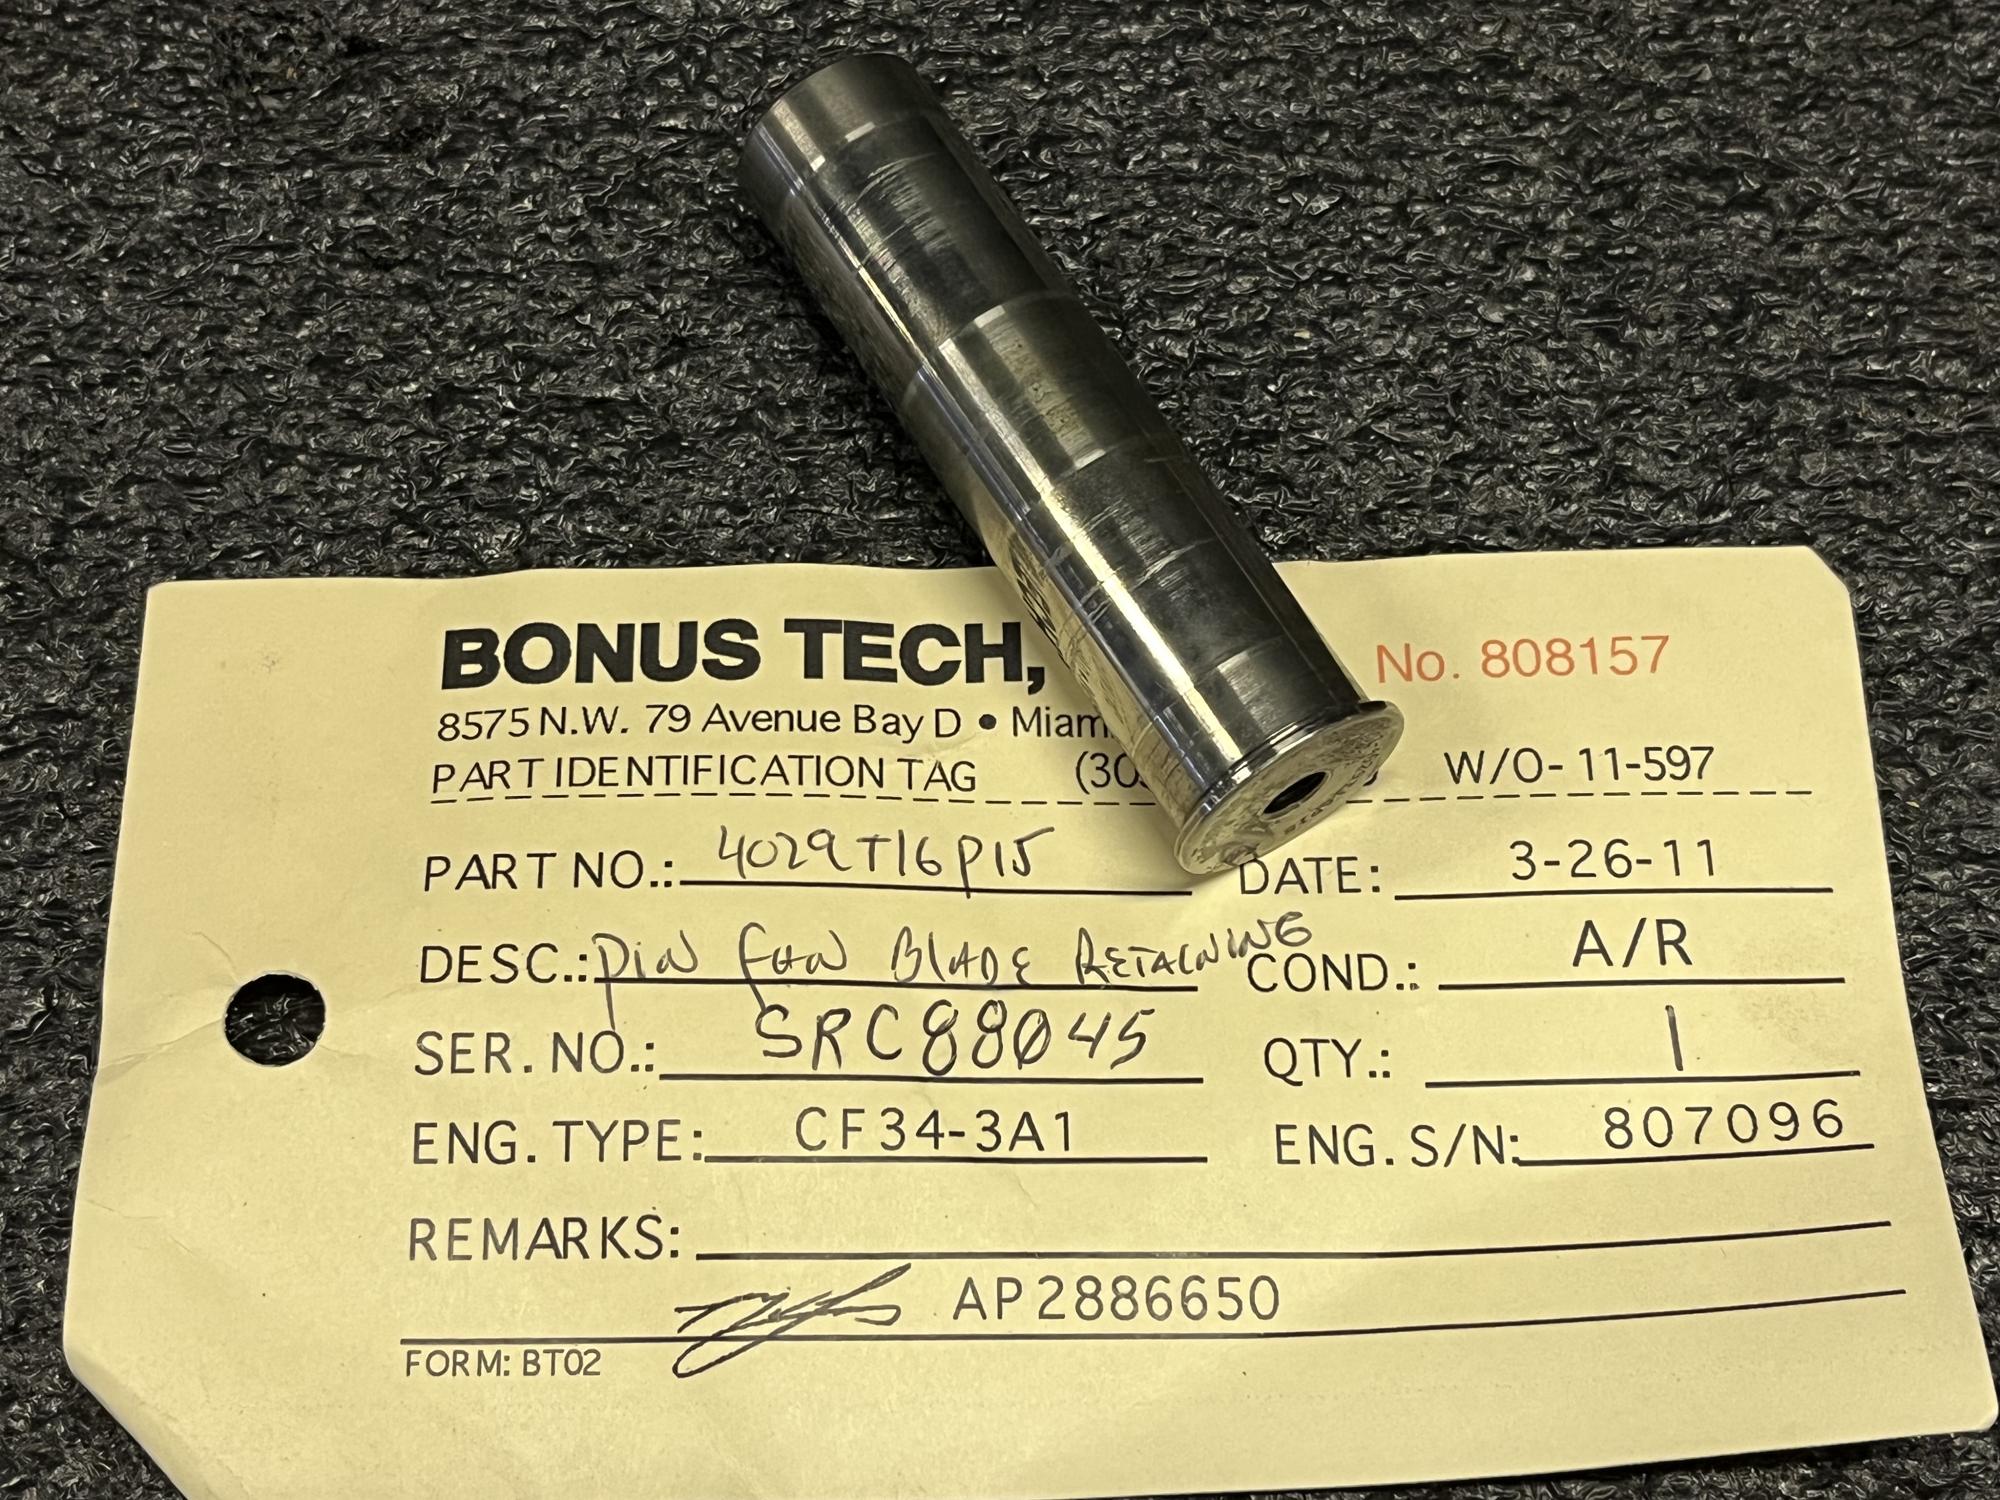 BONUS TECH,
No. 808157
8575 N.W. 79 Avenue Bay D • Miam
PART IDENTIFICATION TAG (30
W/O- 11-597
PART NO.: 4029T16P15
DATE: 3-26-11
DESC.: PIN FAN BLADE RETAINING
COND.: A/R
SER. NO.: SRC88045
QTY.: 1
ENG. TYPE: CF34-3A1
ENG. S/N: 807096
REMARKS:
AP2886650
FORM: BT02